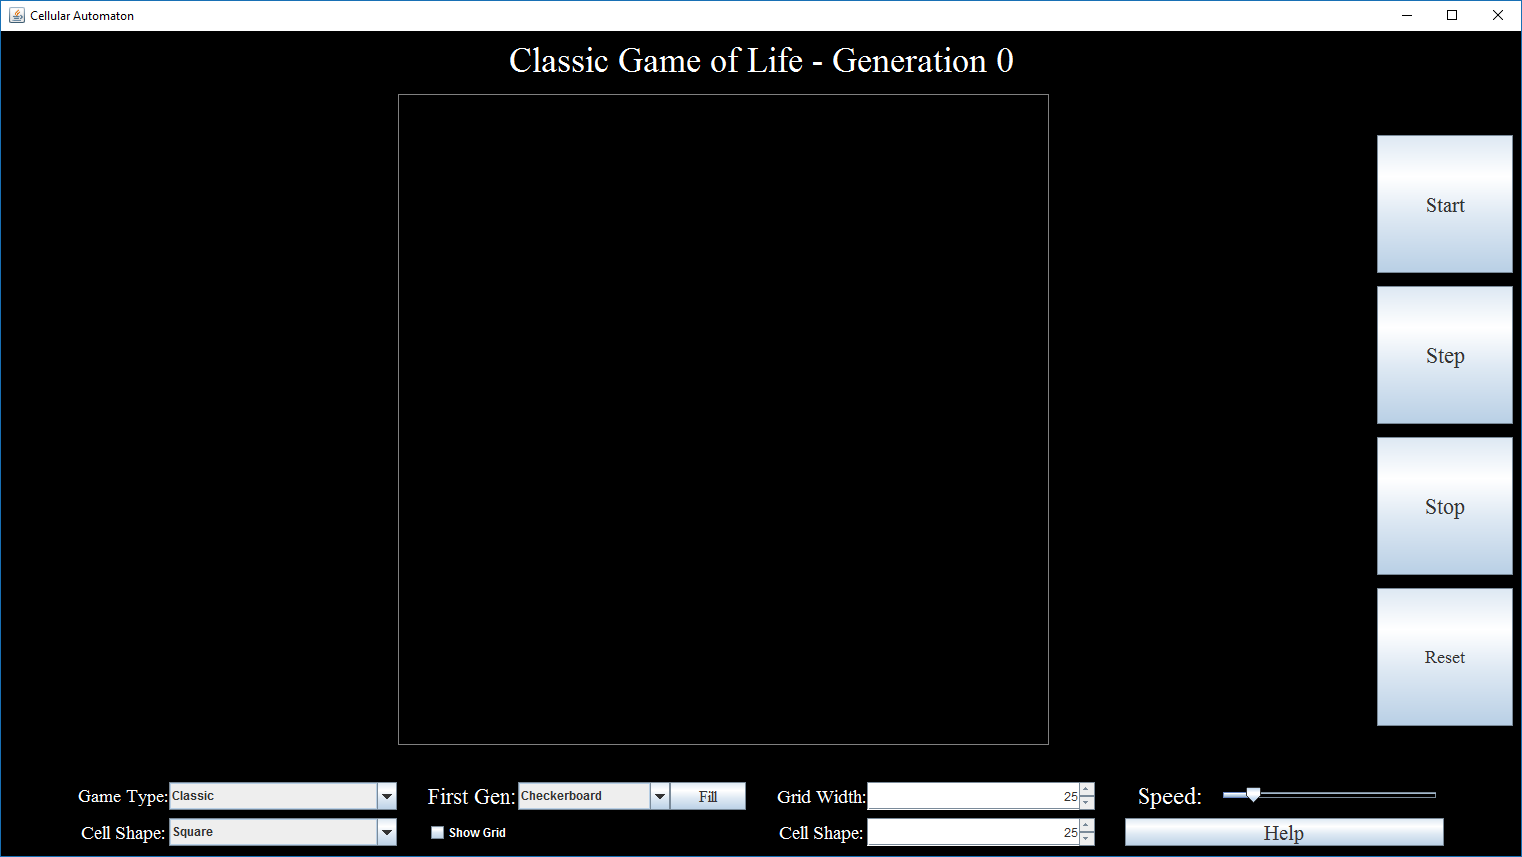 Cellular Automaton
Classic Game of Life - Generation 0
Start
Step
Stop
Reset
Game Type: Classic First Gen: Checkerboard Fill Grid Width: 25 Speed:
Cell Shape: Square Show Grid Cell Shape: 25 Help